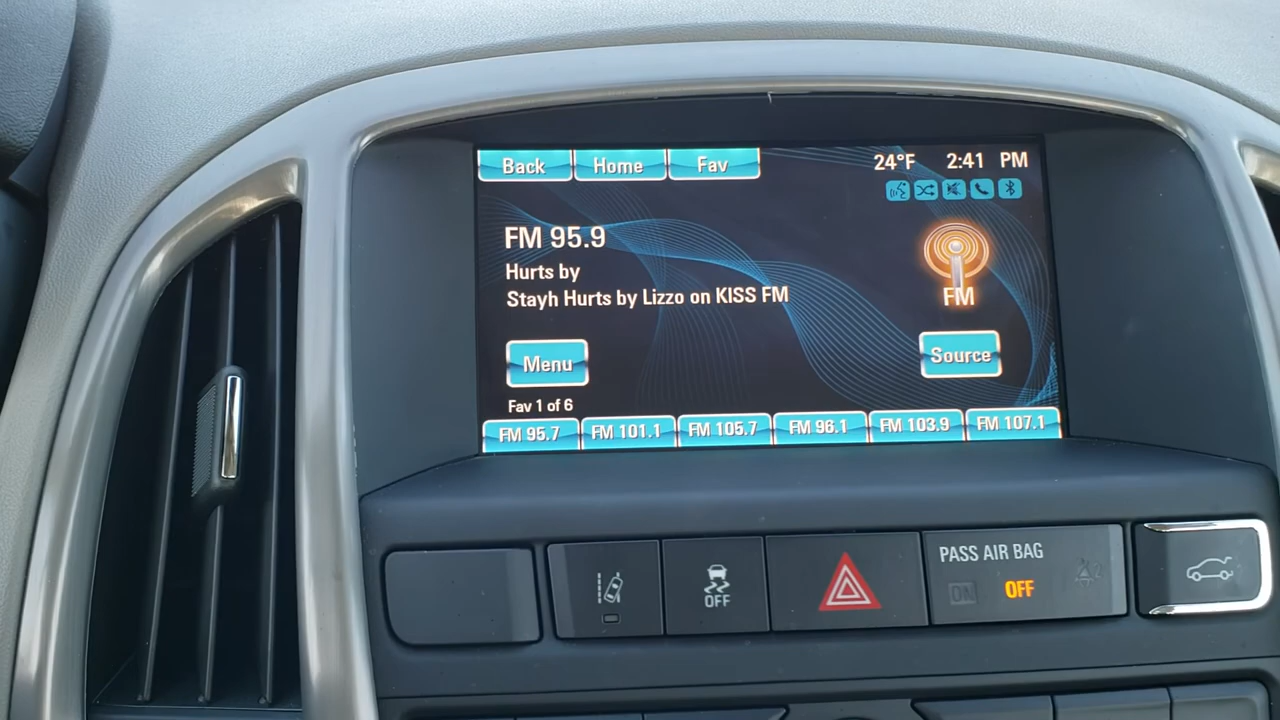 Back Home Fav 24°F 2:41 PM
FM 95.9
Hurts by
Stayh Hurts by Lizzo on KISS FM
FM
Menu Source
Fav 1 of 6
FM 95.7 FM 101.1 FM 105.7 FM 96.1 FM 103.9 FM 107.1
PASS AIR BAG
ON OFF
OFF